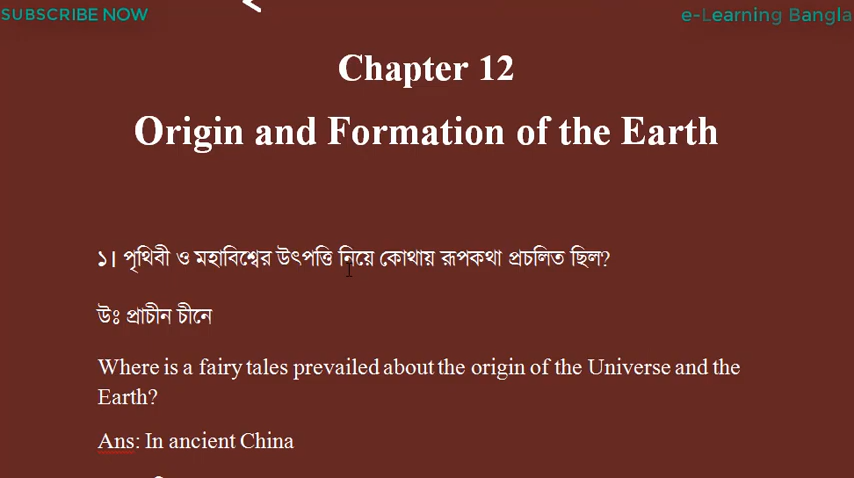 SUBSCRIBE NOW
e-Learning Bangla
Chapter 12
Origin and Formation of the Earth
১। পৃথিবী ও মহাবিশ্বের উৎপত্তি নিয়ে কোথায় রূপকথা প্রচলিত ছিল?
উঃ প্রাচীন চীনে
Where is a fairy tales prevailed about the origin of the Universe and the
Earth?
Ans: In ancient China